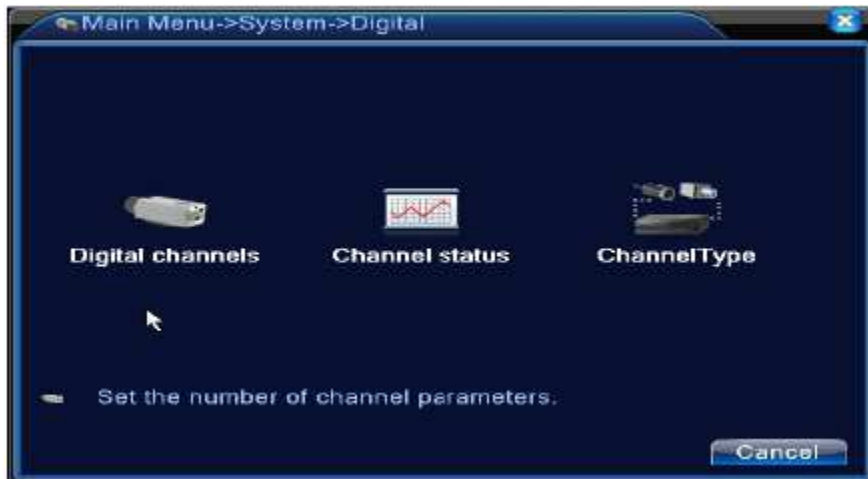 Main Menu->System->Digital
Digital channels
Channel status
ChannelType
Set the number of channel parameters.
Cancel